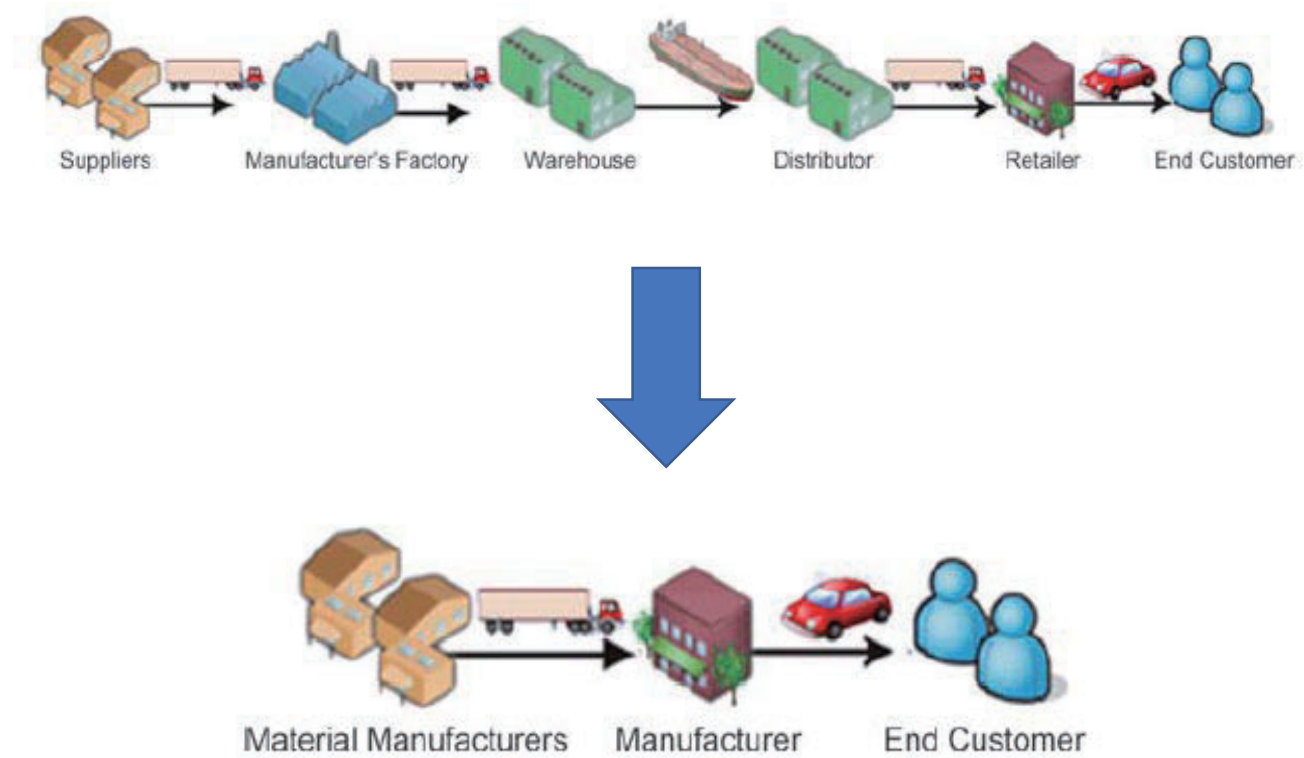 Suppliers
Manufacturer's Factory
Warehouse
Distributor
Retailer
End Customer
Material Manufacturers
Manufacturer
End Customer